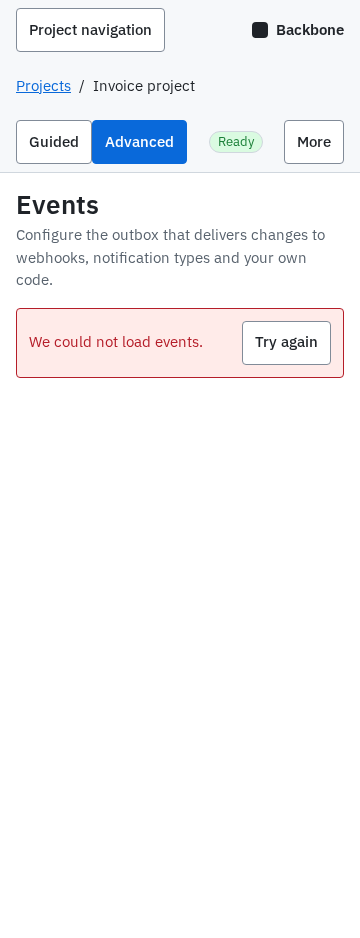 Project navigation
Backbone
Projects / Invoice project
Guided
Advanced
Ready
More
Events
Configure the outbox that delivers changes to
webhooks, notification types and your own
code.
We could not load events.
Try again